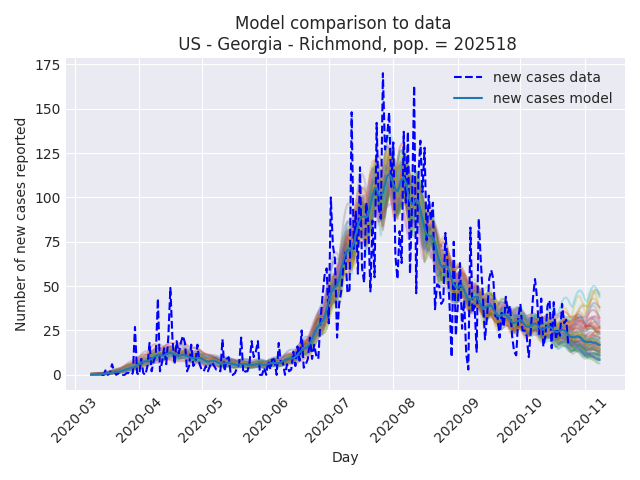 Model comparison to data
US - Georgia - Richmond, pop. = 202518
new cases data
new cases model
Number of new cases reported
175
150
125
100
75
50
25
0
2020-03
2020-04
2020-05
2020-06
2020-07
2020-08
2020-09
2020-10
2020-11
Day